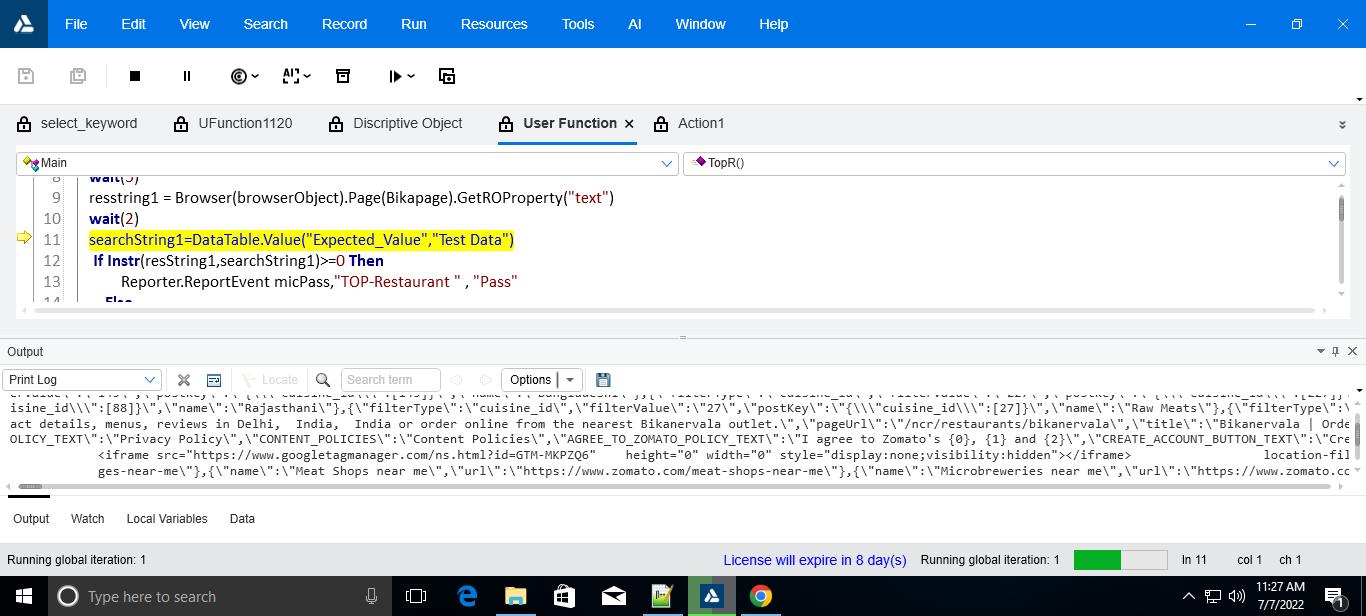 File Edit View Search Record Run Resources Tools AI Window Help
select_keyword UFunction1120 Discriptive Object User Function Action1
Main TopR()
8 wait(5)
9 resstring1 = Browser(browserObject).Page(Bikapage).GetROProperty("text")
10 wait(2)
11 searchString1=DataTable.Value("Expected_Value","Test Data")
12 If Instr(resString1,searchString1)>=0 Then
13 Reporter.ReportEvent micPass,"TOP-Restaurant " , "Pass"
14 Else
Output
Print Log Locate Search term Options
isine_id\\\":[88]}\",\"name\":\"Rajasthani\"},{\"filterType\":\"cuisine_id\",\"filterValue\":\"27\",\"postKey\":\"{\\\"cuisine_id\\\":[27]}\",\"name\":\"Raw Meats\"},{\"filterType\":\
act details, menus, reviews in Delhi, India, India or order online from the nearest Bikanervala outlet.\",\"pageUrl\":\"/ncr/restaurants/bikanervala\",\"title\":\"Bikanervala | Orde
OLICY_TEXT\":\"Privacy Policy\",\"CONTENT_POLICIES\":\"Content Policies\",\"AGREE_TO_ZOMATO_POLICY_TEXT\":\"I agree to Zomato's {0}, {1} and {2}\",\"CREATE_ACCOUNT_BUTTON_TEXT\":\"Cre
<iframe src="https://www.googletagmanager.com/ns.html?id=GTM-MKPZQ6" height="0" width="0" style="display:none;visibility:hidden"></iframe> location-fil
ges-near-me\"},{\"name\":\"Meat Shops near me\",\"url\":\"https://www.zomato.com/meat-shops-near-me\"},{\"name\":\"Microbreweries near me\",\"url\":\"https://www.zomato.cc
Output Watch Local Variables Data
Running global iteration: 1 License will expire in 8 day(s) Running global iteration: 1 ln 11 col 1 ch 1
Type here to search 11:27 AM
7/7/2022 1